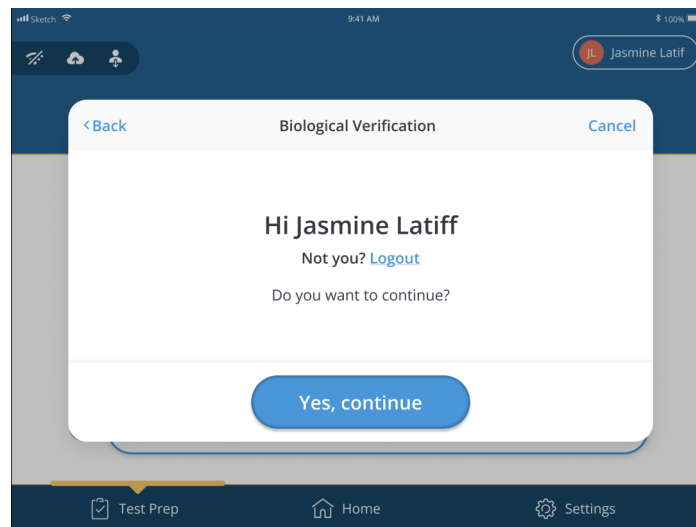 Sketch
9:41 AM
100%
JL Jasmine Latif
Back
Biological Verification
Cancel
Hi Jasmine Latiff
Not you? Logout
Do you want to continue?
Yes, continue
Test Prep
Home
Settings